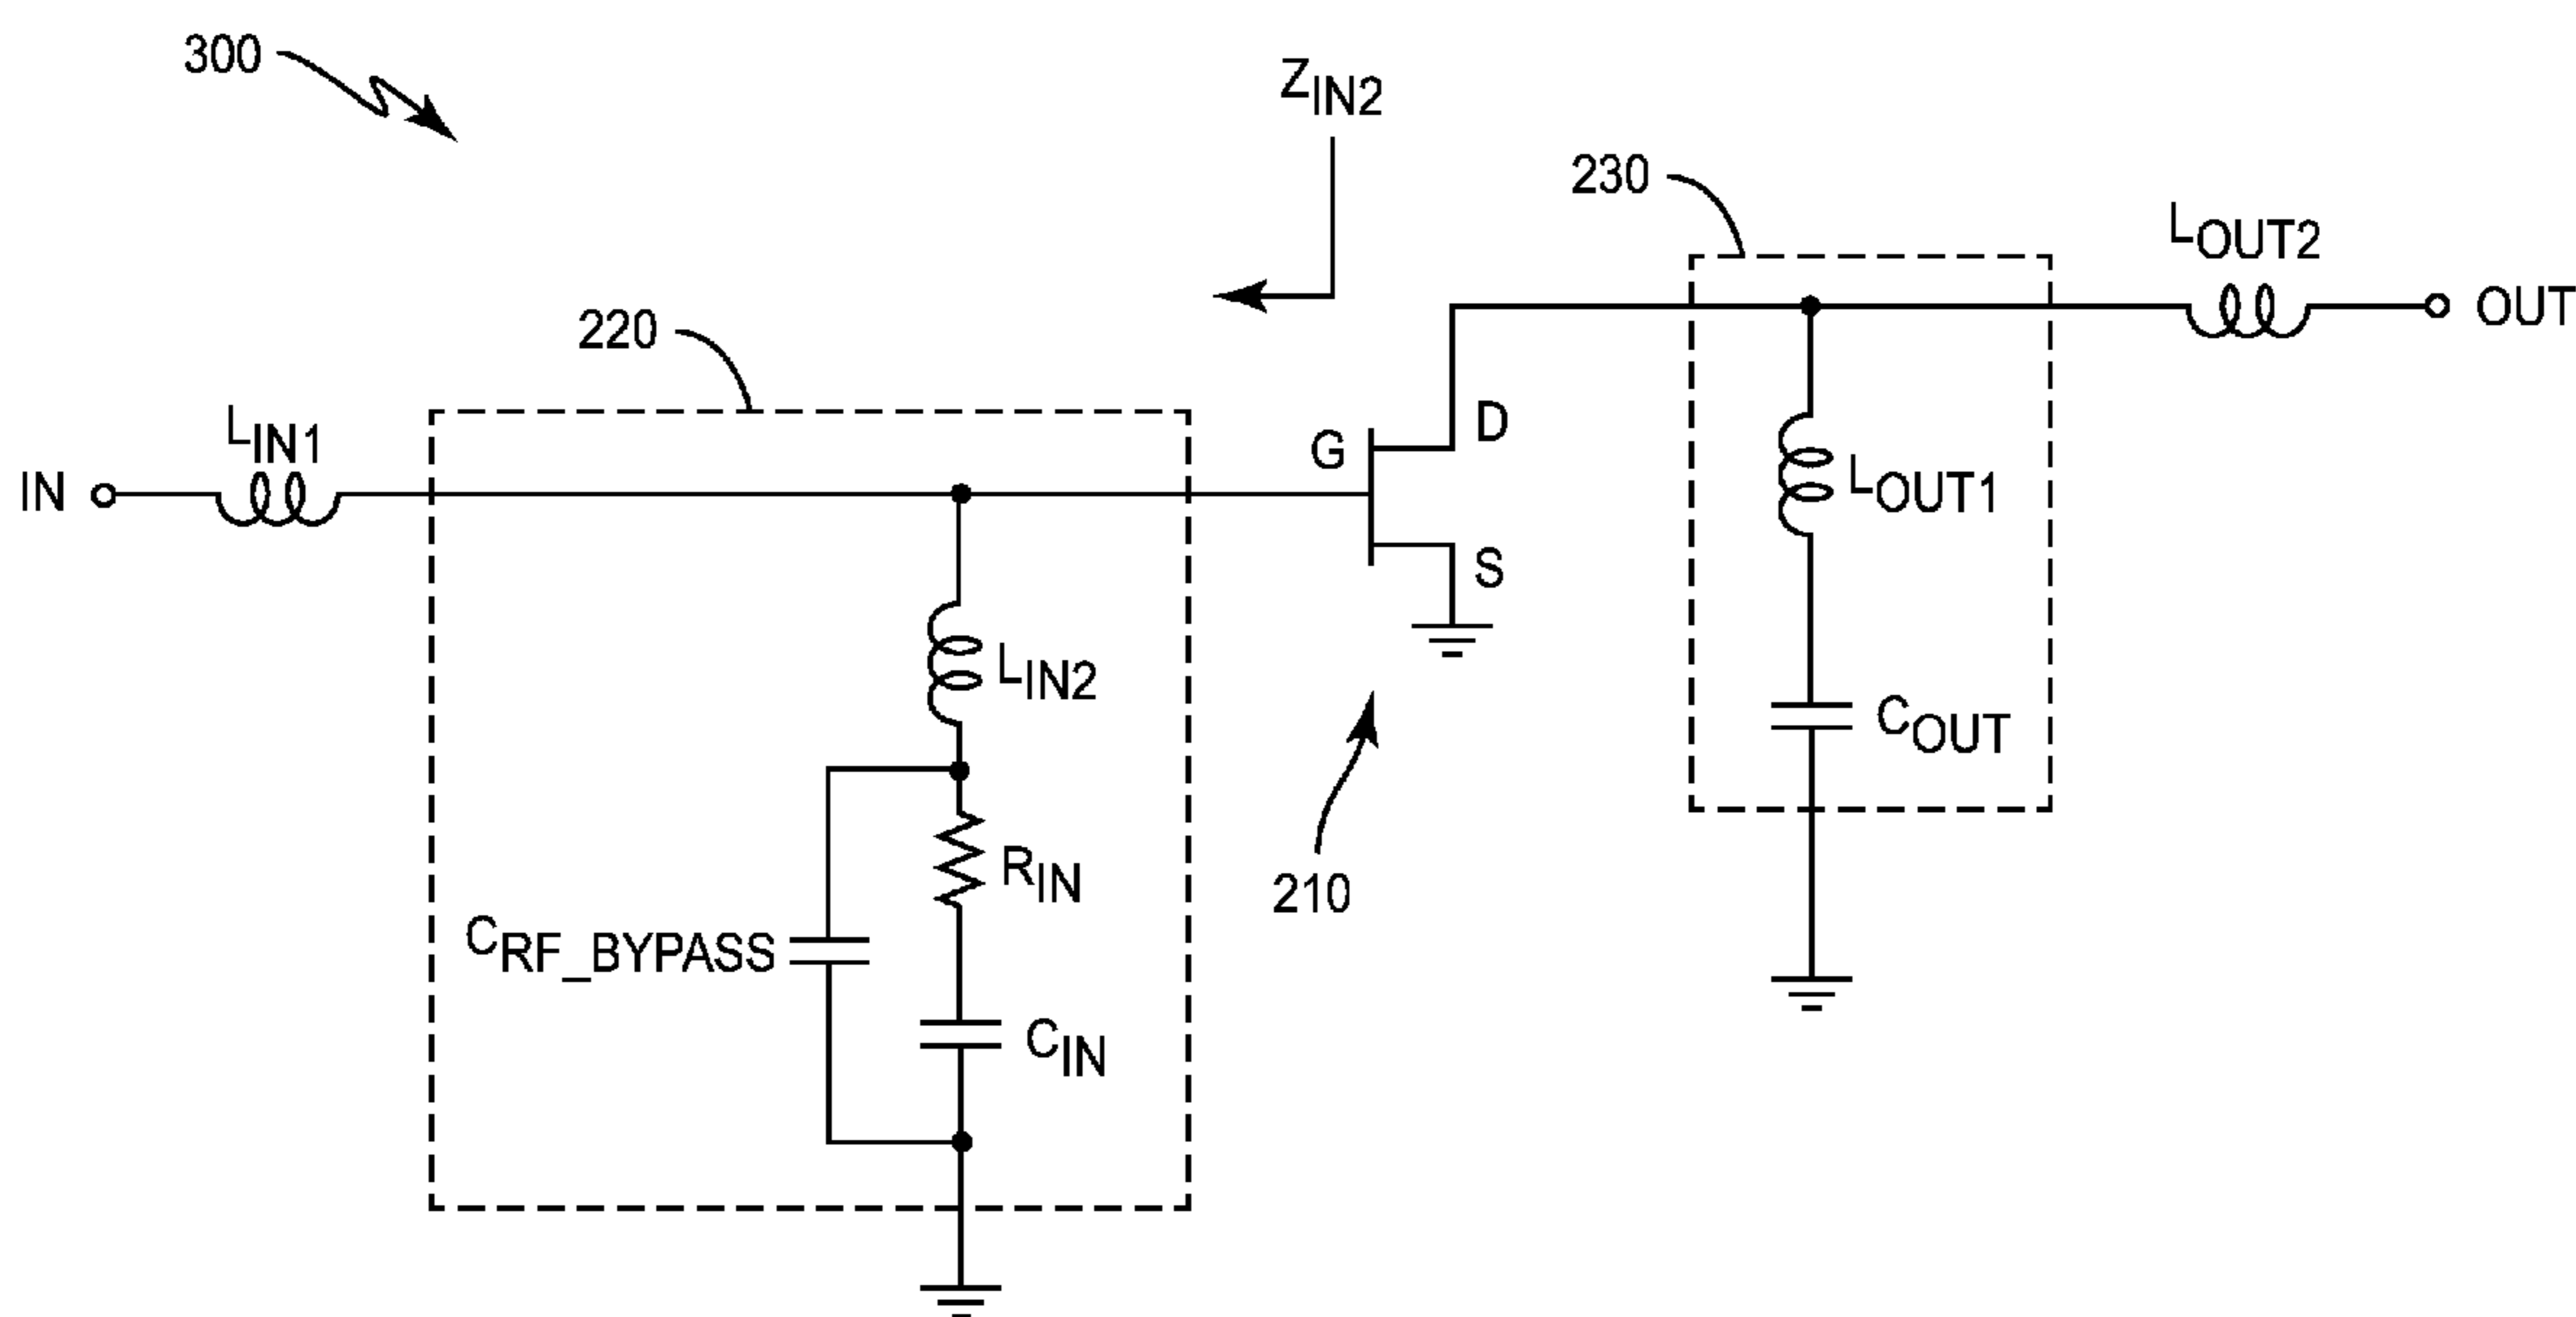 300
Z_IN2
230
L_OUT2
OUT
220
L_IN1
IN
G
D
S
L_OUT1
L_IN2
C_OUT
R_IN
210
C_RF_BYPASS
C_IN